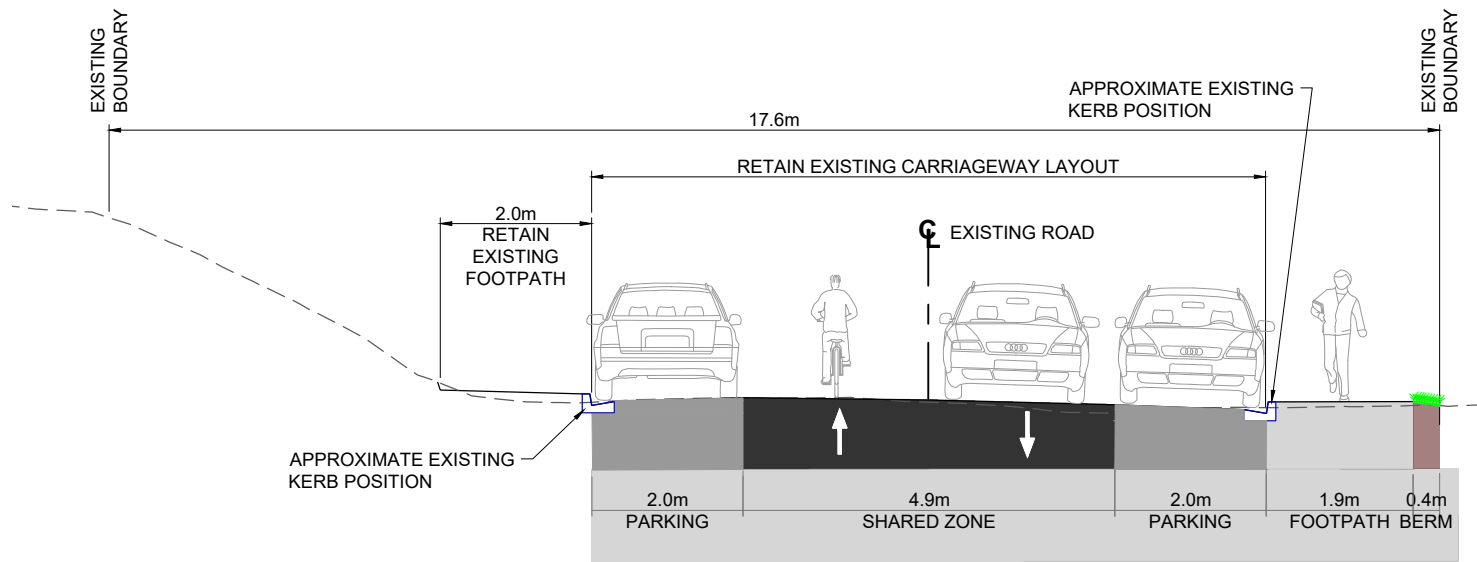 EXISTING
BOUNDARY
EXISTING
BOUNDARY
APPROXIMATE EXISTING
KERB POSITION
17.6m
RETAIN EXISTING CARRIAGEWAY LAYOUT
2.0m
RETAIN
EXISTING
FOOTPATH
CL EXISTING ROAD
APPROXIMATE EXISTING
KERB POSITION
2.0m
PARKING
4.9m
SHARED ZONE
2.0m
PARKING
1.9m
FOOTPATH
0.4m
BERM